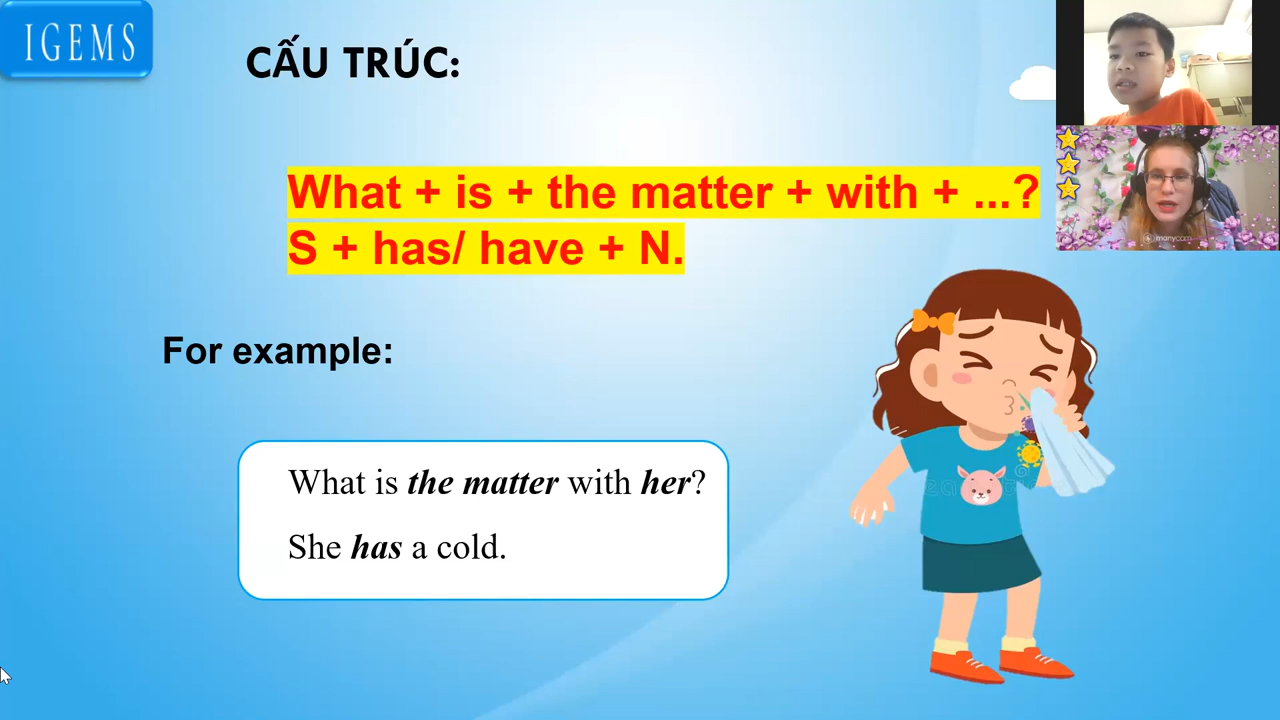 IGEMS
CẤU TRÚC:
What + is + the matter + with + ...?
S + has/ have + N.
For example:
What is the matter with her?
She has a cold.
manycam